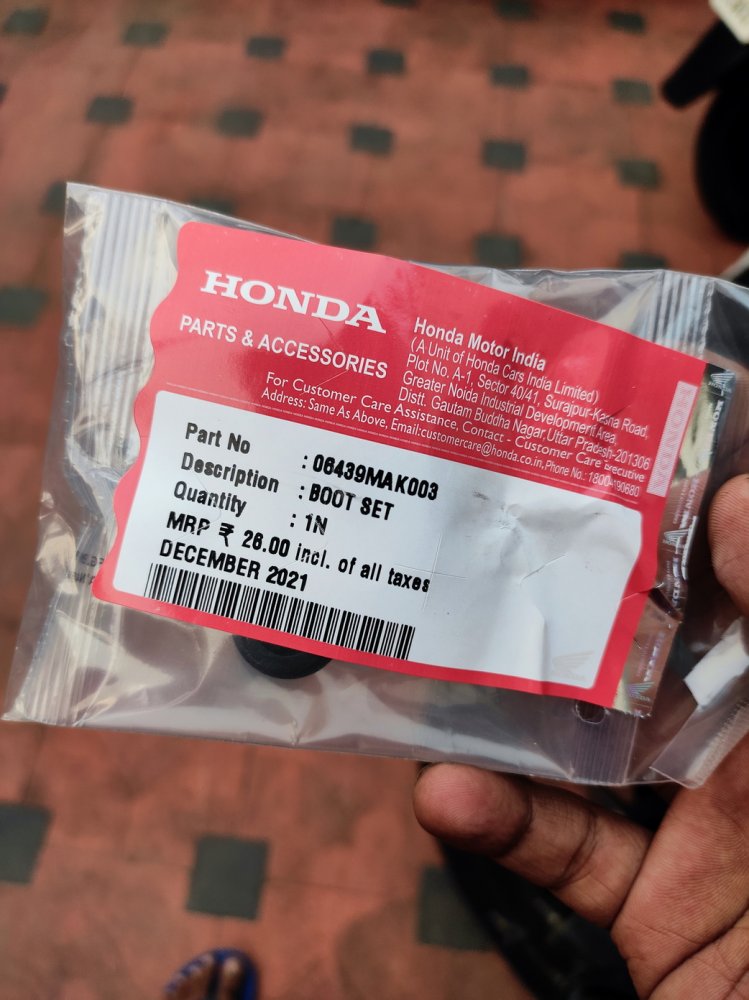 HONDA
PARTS & ACCESSORIES
Honda Motor India
(A Unit of Honda Cars India Limited)
Plot No. A-1, Sector 40/41, Surajpur-Kasna Road,
Greater Noida Industrial Development Area,
Distt. Gautam Buddha Nagar, Uttar Pradesh-201306
For Customer Care Assistance, Contact - Customer Care Executive
Address: Same As Above, Email:customercare@honda.co.in, Phone No.:
Part No : 06439MAK003
Description : BOOT SET
Quantity : 1N
MRP ₹ 26.00 incl. of all taxes
DECEMBER 2021